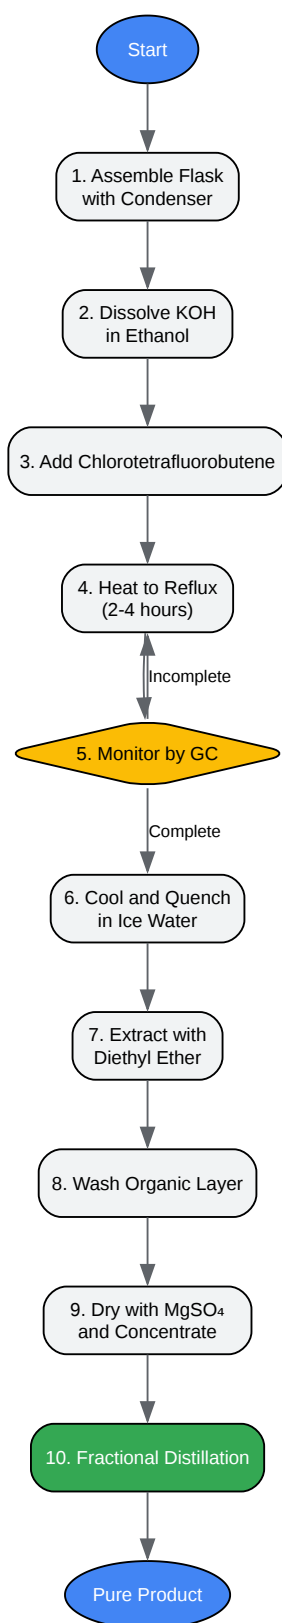 Start
1. Assemble Flask
with Condenser
2. Dissolve KOH
in Ethanol
3. Add Chlorotetrafluorobutene
4. Heat to Reflux
(2-4 hours)
Incomplete
5. Monitor by GC
Complete
6. Cool and Quench
in Ice Water
7. Extract with
Diethyl Ether
8. Wash Organic Layer
9. Dry with MgSO₄
and Concentrate
10. Fractional Distillation
Pure Product